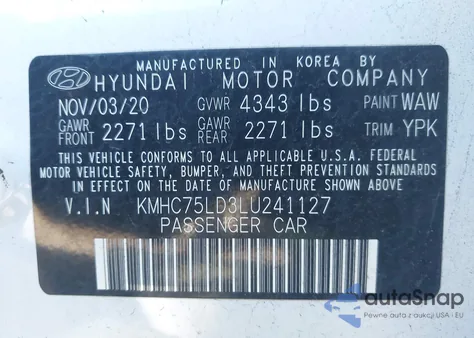 MANUFACTURED IN KOREA BY
HYUNDAI MOTOR COMPANY
NOV/03/20 GVWR 4343 lbs PAINT WAW
GAWR FRONT 2271 lbs GAWR REAR 2271 lbs TRIM YPK
THIS VEHICLE CONFORMS TO ALL APPLICABLE U.S.A. FEDERAL
MOTOR VEHICLE SAFETY, BUMPER, AND THEFT PREVENTION
STANDARDS IN EFFECT ON THE DATE OF MANUFACTURE SHOWN ABOVE.
V.I.N KMHC75LD3LU241127
PASSENGER CAR
autoSnap
Pewne auta z aukcji USA - EU